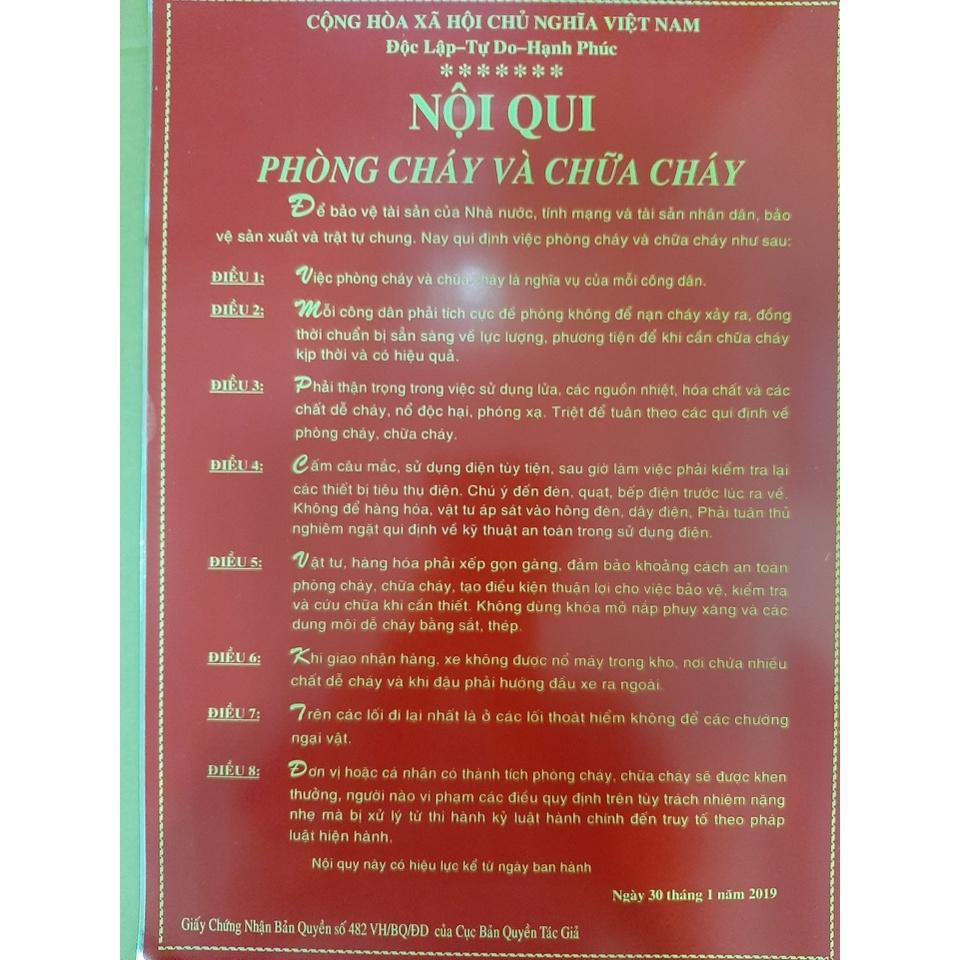 CỘNG HÒA XÃ HỘI CHỦ NGHĨA VIỆT NAM
Độc Lập–Tự Do–Hạnh Phúc
*******
NỘI QUI
PHÒNG CHÁY VÀ CHỮA CHÁY
Để bảo vệ tài sản của Nhà nước, tính mạng và tài sản nhân dân, bảo
vệ sản xuất và trật tự chung. Nay qui định việc phòng cháy và chữa cháy như sau:
ĐIỀU 1: Việc phòng cháy và chữa cháy là nghĩa vụ của mỗi công dân.
ĐIỀU 2: Mỗi công dân phải tích cực đề phòng không để nạn cháy xảy ra, đồng
thời chuẩn bị sẳn sàng về lực lượng, phương tiện để khi cần chữa cháy
kịp thời và có hiệu quả.
ĐIỀU 3: Phải thận trọng trong việc sử dụng lửa, các nguồn nhiệt, hóa chất và các
chất dễ cháy, nổ độc hại, phóng xạ. Triệt để tuân theo các qui định về
phòng cháy, chữa cháy.
ĐIỀU 4: Cấm câu mắc, sử dụng điện tùy tiện, sau giờ làm việc phải kiểm tra lại
các thiết bị tiêu thụ điện. Chú ý đến đèn, quạt, bếp điện trước lúc ra về.
Không để hàng hóa, vật tư áp sát vào hông đèn, dây điện, Phải tuân thủ
nghiêm ngặt qui định về kỹ thuật an toàn trong sử dụng điện.
ĐIỀU 5: Vật tư, hàng hóa phải xếp gọn gàng, đảm bảo khoảng cách an toàn
phòng cháy, chữa cháy, tạo điều kiện thuận lợi cho việc bảo vệ, kiểm tra
và cứu chữa khi cần thiết. Không dùng khóa mở nắp phuy xăng và các
dung môi dễ cháy bằng sắt, thép.
ĐIỀU 6: Khi giao nhận hàng, xe không được nổ máy trong kho, nơi chứa nhiều
chất dễ cháy và khi đậu phải hướng đầu xe ra ngoài.
ĐIỀU 7: Trên các lối đi lại nhất là ở các lối thoát hiểm không để các chướng
ngại vật.
ĐIỀU 8: Đơn vị hoặc cá nhân có thành tích phòng cháy, chữa cháy sẽ được khen
thưởng, người nào vi phạm các điều quy định trên tùy trách nhiệm nặng
nhẹ mà bị xử lý từ thi hành kỷ luật hành chính đến truy tố theo pháp
luật hiện hành.
Nội quy này có hiệu lực kể từ ngày ban hành
Ngày 30 tháng 1 năm 2019
Giấy Chứng Nhận Bản Quyền số 482 VH/BQ/ĐD của Cục Bản Quyền Tác Giả